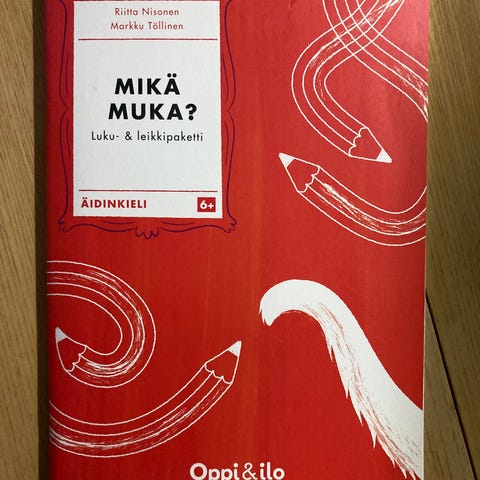 Riitta Nisonen
Markku Töllinen
MIKÄ
MUKA?
Luku- & leikkipaketti
ÄIDINKIELI 6+
Oppi&ilo